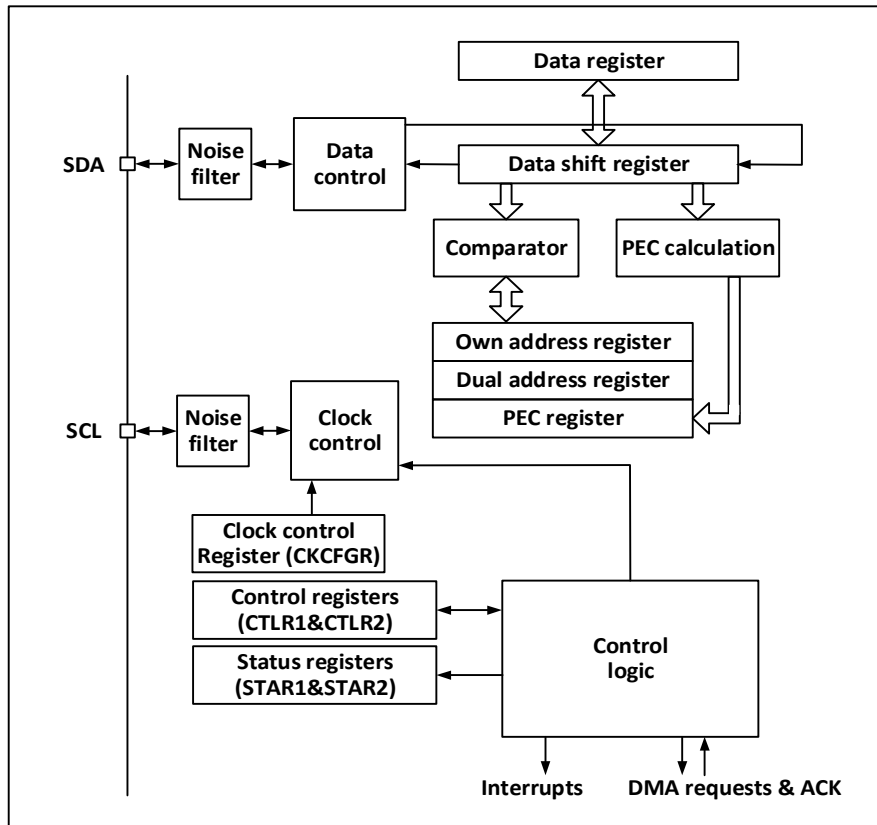 Data register
SDA
Noise
filter
Data
control
Data shift register
Comparator
PEC calculation
Own address register
Dual address register
PEC register
SCL
Noise
filter
Clock
control
Clock control
Register (CKCFGR)
Control registers
(CTLR1&CTLR2)
Status registers
(STAR1&STAR2)
Control
logic
Interrupts
DMA requests & ACK